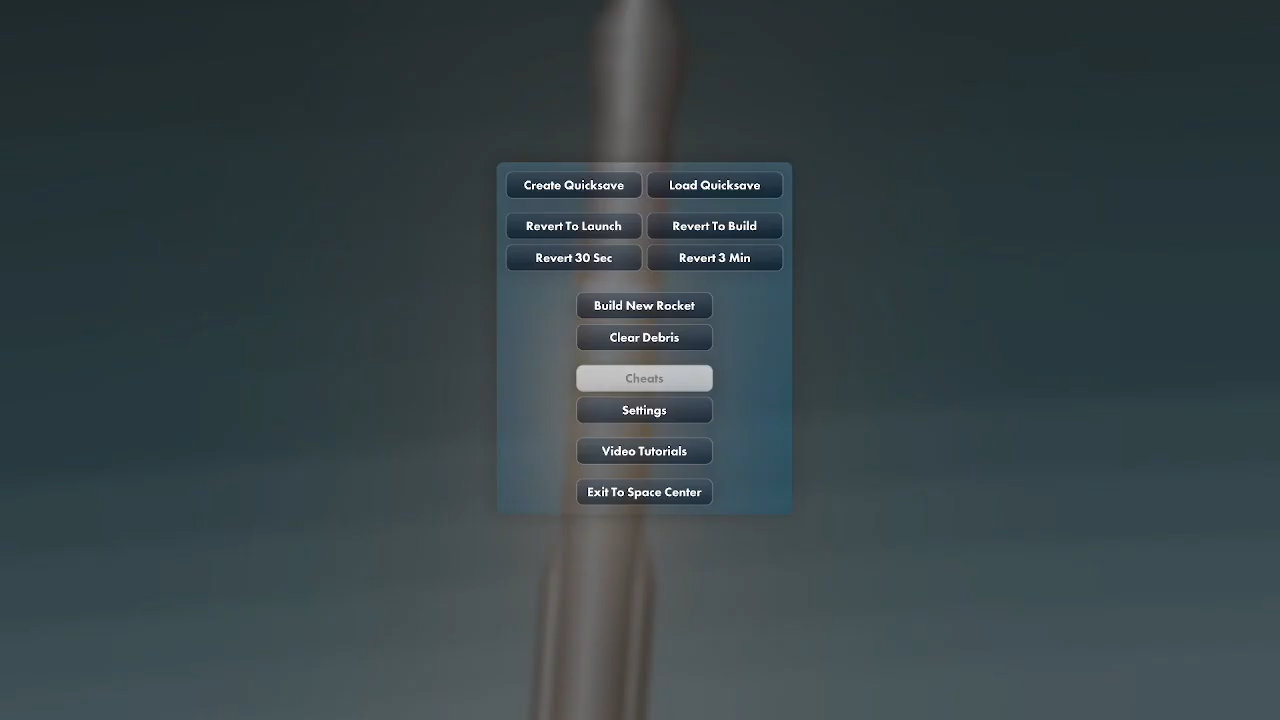 Create Quicksave
Load Quicksave
Revert To Launch
Revert To Build
Revert 30 Sec
Revert 3 Min
Build New Rocket
Clear Debris
Cheats
Settings
Video Tutorials
Exit To Space Center